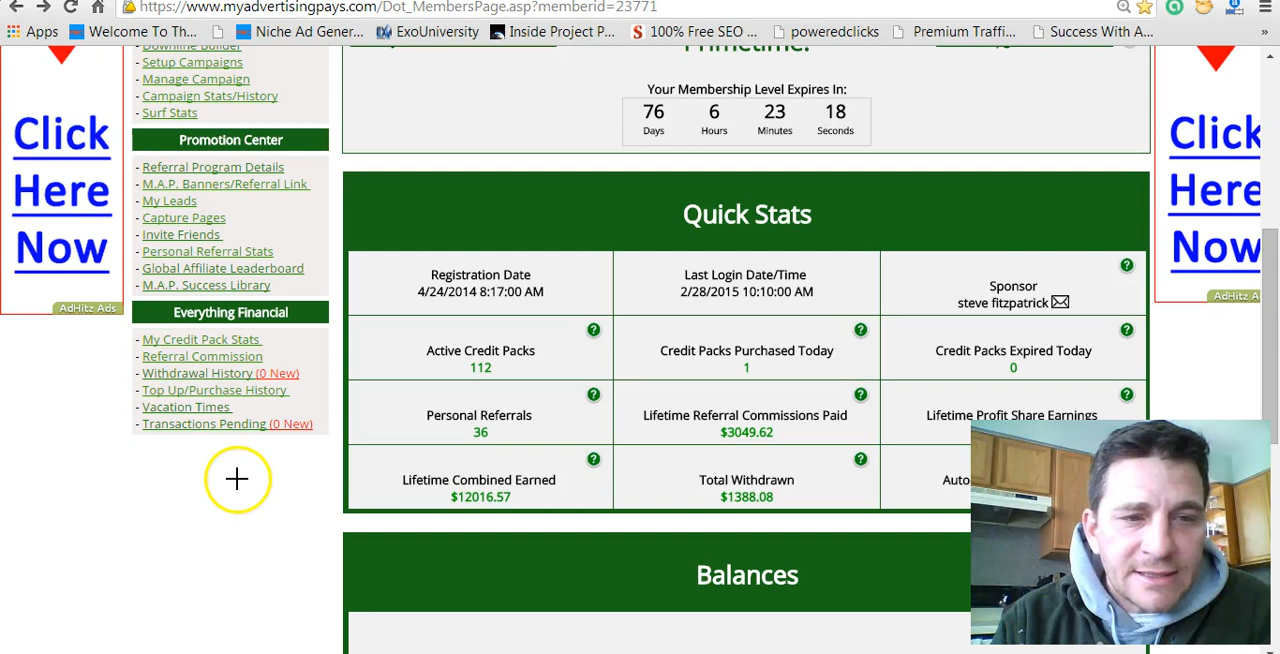 www.myadvertisingpays.com/Dot_MembersPage.asp?memberid=23771
Apps Welcome To Th... Niche Ad Gener... ExoUniversity Inside Project P... 100% Free SEO ... poweredclicks Premium Traffi... Success With A... »
Click
Here
Now
AdHitz Ads
Downline Builder
- Setup Campaigns
- Manage Campaign
- Campaign Stats/History
- Surf Stats
Promotion Center
- Referral Program Details
- M.A.P. Banners/Referral Link
- My Leads
- Capture Pages
- Invite Friends
- Personal Referral Stats
- Global Affiliate Leaderboard
- M.A.P. Success Library
Everything Financial
- My Credit Pack Stats
- Referral Commission
- Withdrawal History (0 New)
- Top Up/Purchase History
- Vacation Times
- Transactions Pending (0 New)
Primetime!
Your Membership Level Expires In:
76 6 23 18
Days Hours Minutes Seconds
Quick Stats
Registration Date
4/24/2014 8:17:00 AM
Last Login Date/Time
2/28/2015 10:10:00 AM
?
Sponsor
steve fitzpatrick
?
Active Credit Packs
112
?
Credit Packs Purchased Today
1
?
Credit Packs Expired Today
0
?
Personal Referrals
36
?
Lifetime Referral Commissions Paid
$3049.62
?
Lifetime Profit Share Earnings
?
Lifetime Combined Earned
$12016.57
?
Total Withdrawn
$1388.08
Auto
Balances
Click
Here
Now
AdHitz A